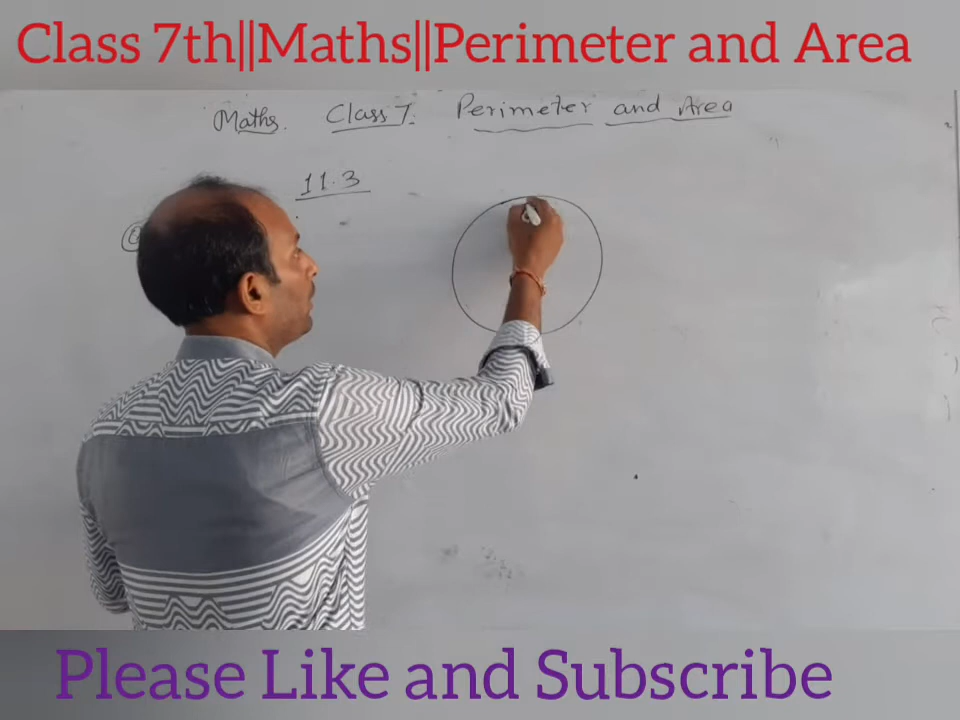 Class 7th||Maths||Perimeter and Area
Maths. Class 7. Perimeter and Area
11.3
Please Like and Subscribe